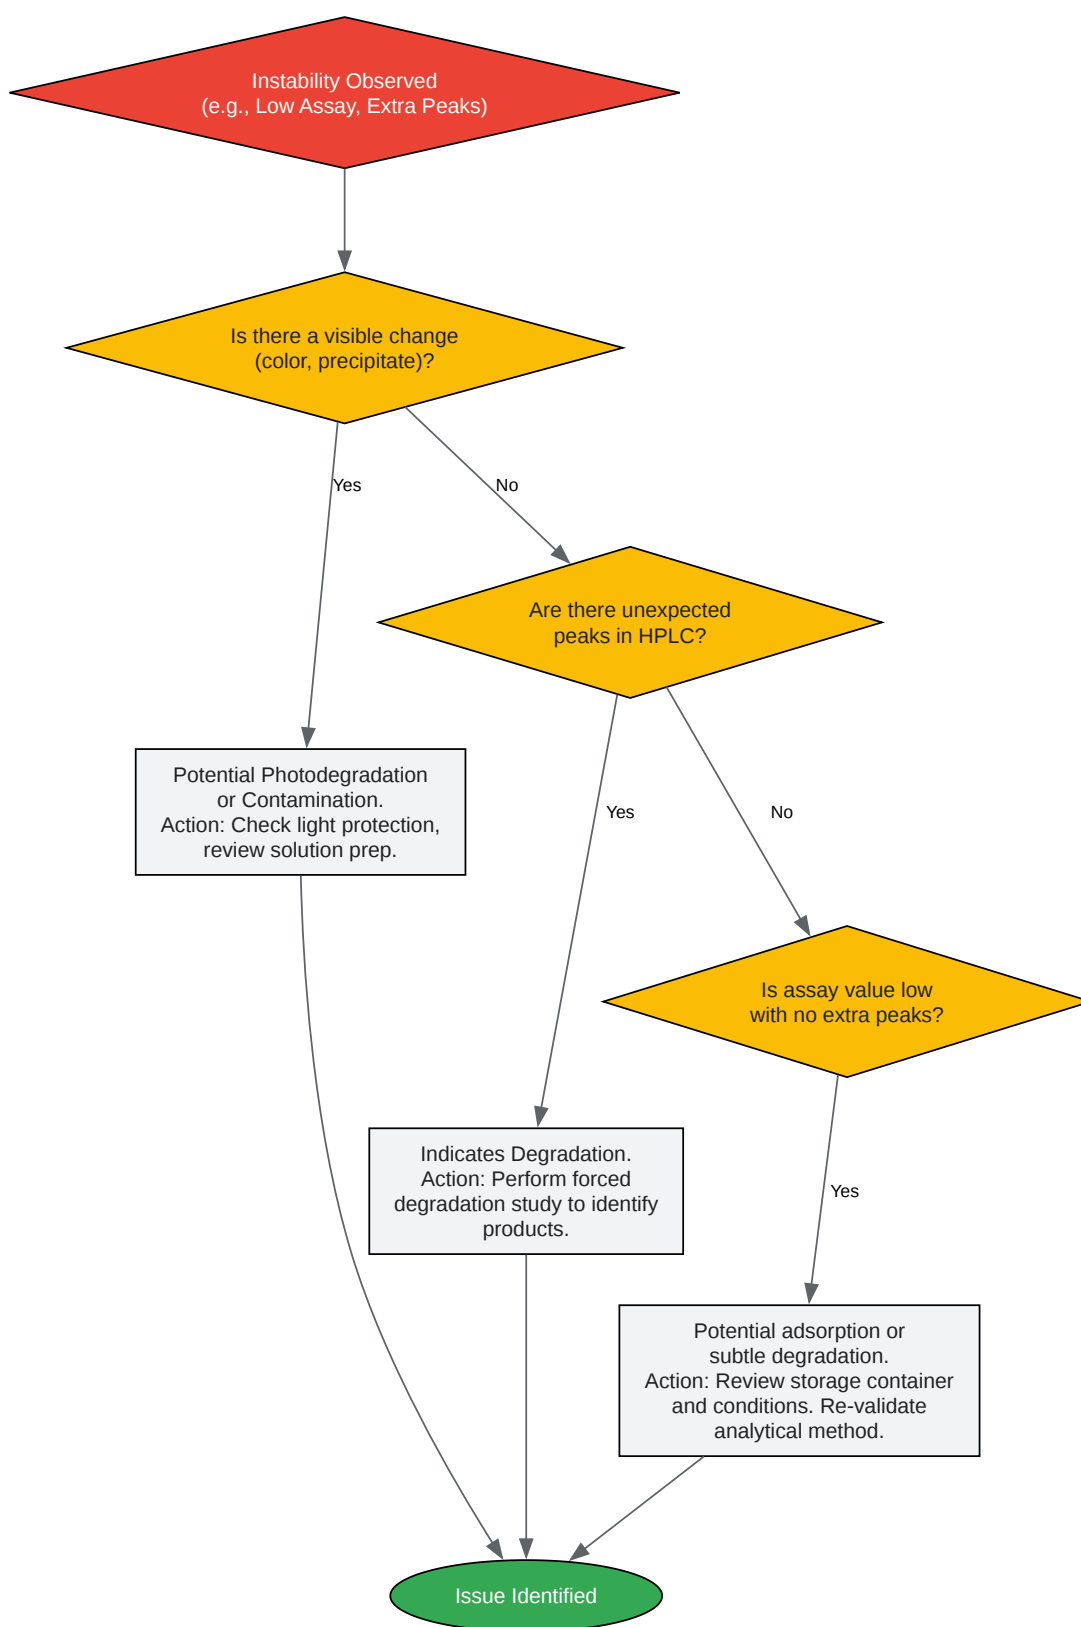 Instability Observed
(e.g., Low Assay, Extra Peaks)
Is there a visible change
(color, precipitate)?
Yes
No
Are there unexpected
peaks in HPLC?
Potential Photodegradation
or Contamination.
Action: Check light protection,
review solution prep.
Yes
No
Is assay value low
with no extra peaks?
Indicates Degradation.
Action: Perform forced
degradation study to identify
products.
Yes
Potential adsorption or
subtle degradation.
Action: Review storage container
and conditions. Re-validate
analytical method.
Issue Identified